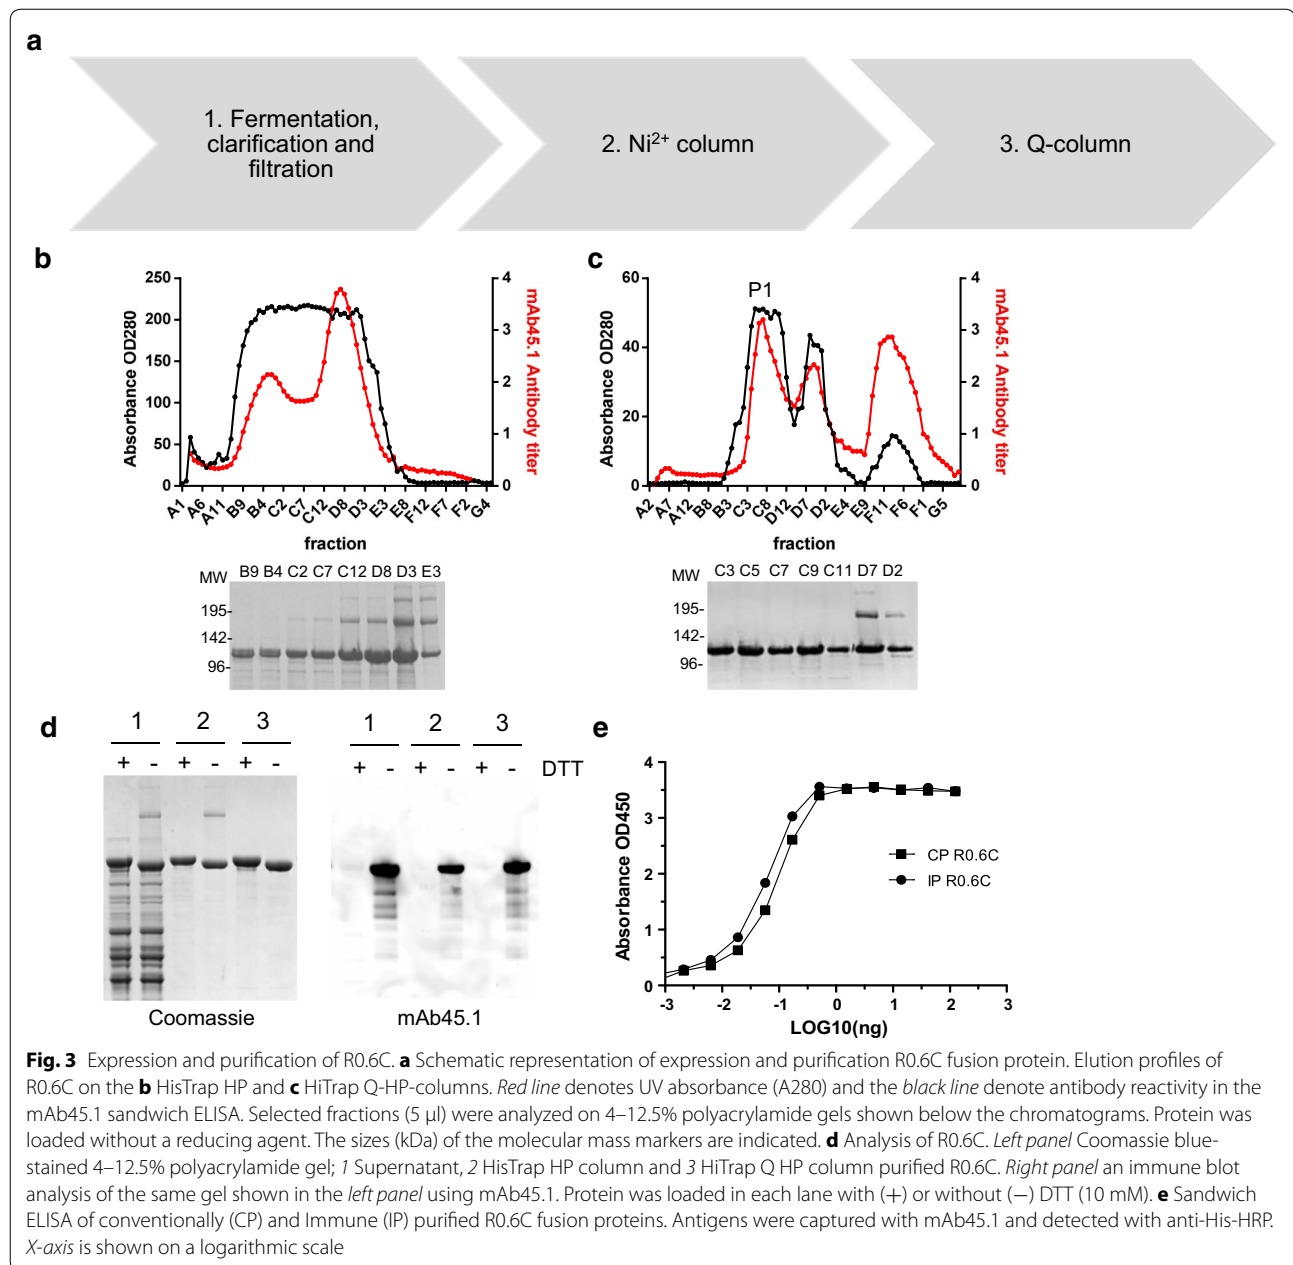 a
1. Fermentation,
clarification and
filtration
2. Ni²⁺ column
3. Q-column
b
250
200
150
100
50
0
Absorbance OD280
4
3
2
1
0
mAb45.1 Antibody titer
A1 A6 A11 B9 B4 C2 C7 C12 D8 D3 E3 E8 F12 F7 F2 G4
fraction
MW B9 B4 C2 C7 C12 D8 D3 E3
195-
142-
96-
c
60
40
20
0
Absorbance OD280
P1
4
3
2
1
0
mAb45.1 Antibody titer
A2 A7 A12 B8 B3 C3 C8 D12 D7 D2 E4 E9 F11 F6 F1 G5
fraction
MW C3 C5 C7 C9 C11 D7 D2
195-
142-
96-
d
1 2 3
+ - + - + -
Coomassie
1 2 3
+ - + - + - DTT
mAb45.1
e
4
3
2
1
0
Absorbance OD450
CP R0.6C
IP R0.6C
-3 -2 -1 0 1 2 3
LOG10(ng)
Fig. 3 Expression and purification of R0.6C. a Schematic representation of expression and purification R0.6C fusion protein. Elution profiles of
R0.6C on the b HisTrap HP and c HiTrap Q-HP-columns. Red line denotes UV absorbance (A280) and the black line denote antibody reactivity in the
mAb45.1 sandwich ELISA. Selected fractions (5 µl) were analyzed on 4–12.5% polyacrylamide gels shown below the chromatograms. Protein was
loaded without a reducing agent. The sizes (kDa) of the molecular mass markers are indicated. d Analysis of R0.6C. Left panel Coomassie blue-
stained 4–12.5% polyacrylamide gel; 1 Supernatant, 2 HisTrap HP column and 3 HiTrap Q HP column purified R0.6C. Right panel an immune blot
analysis of the same gel shown in the left panel using mAb45.1. Protein was loaded in each lane with (+) or without (−) DTT (10 mM). e Sandwich
ELISA of conventionally (CP) and Immune (IP) purified R0.6C fusion proteins. Antigens were captured with mAb45.1 and detected with anti-His-HRP.
X-axis is shown on a logarithmic scale